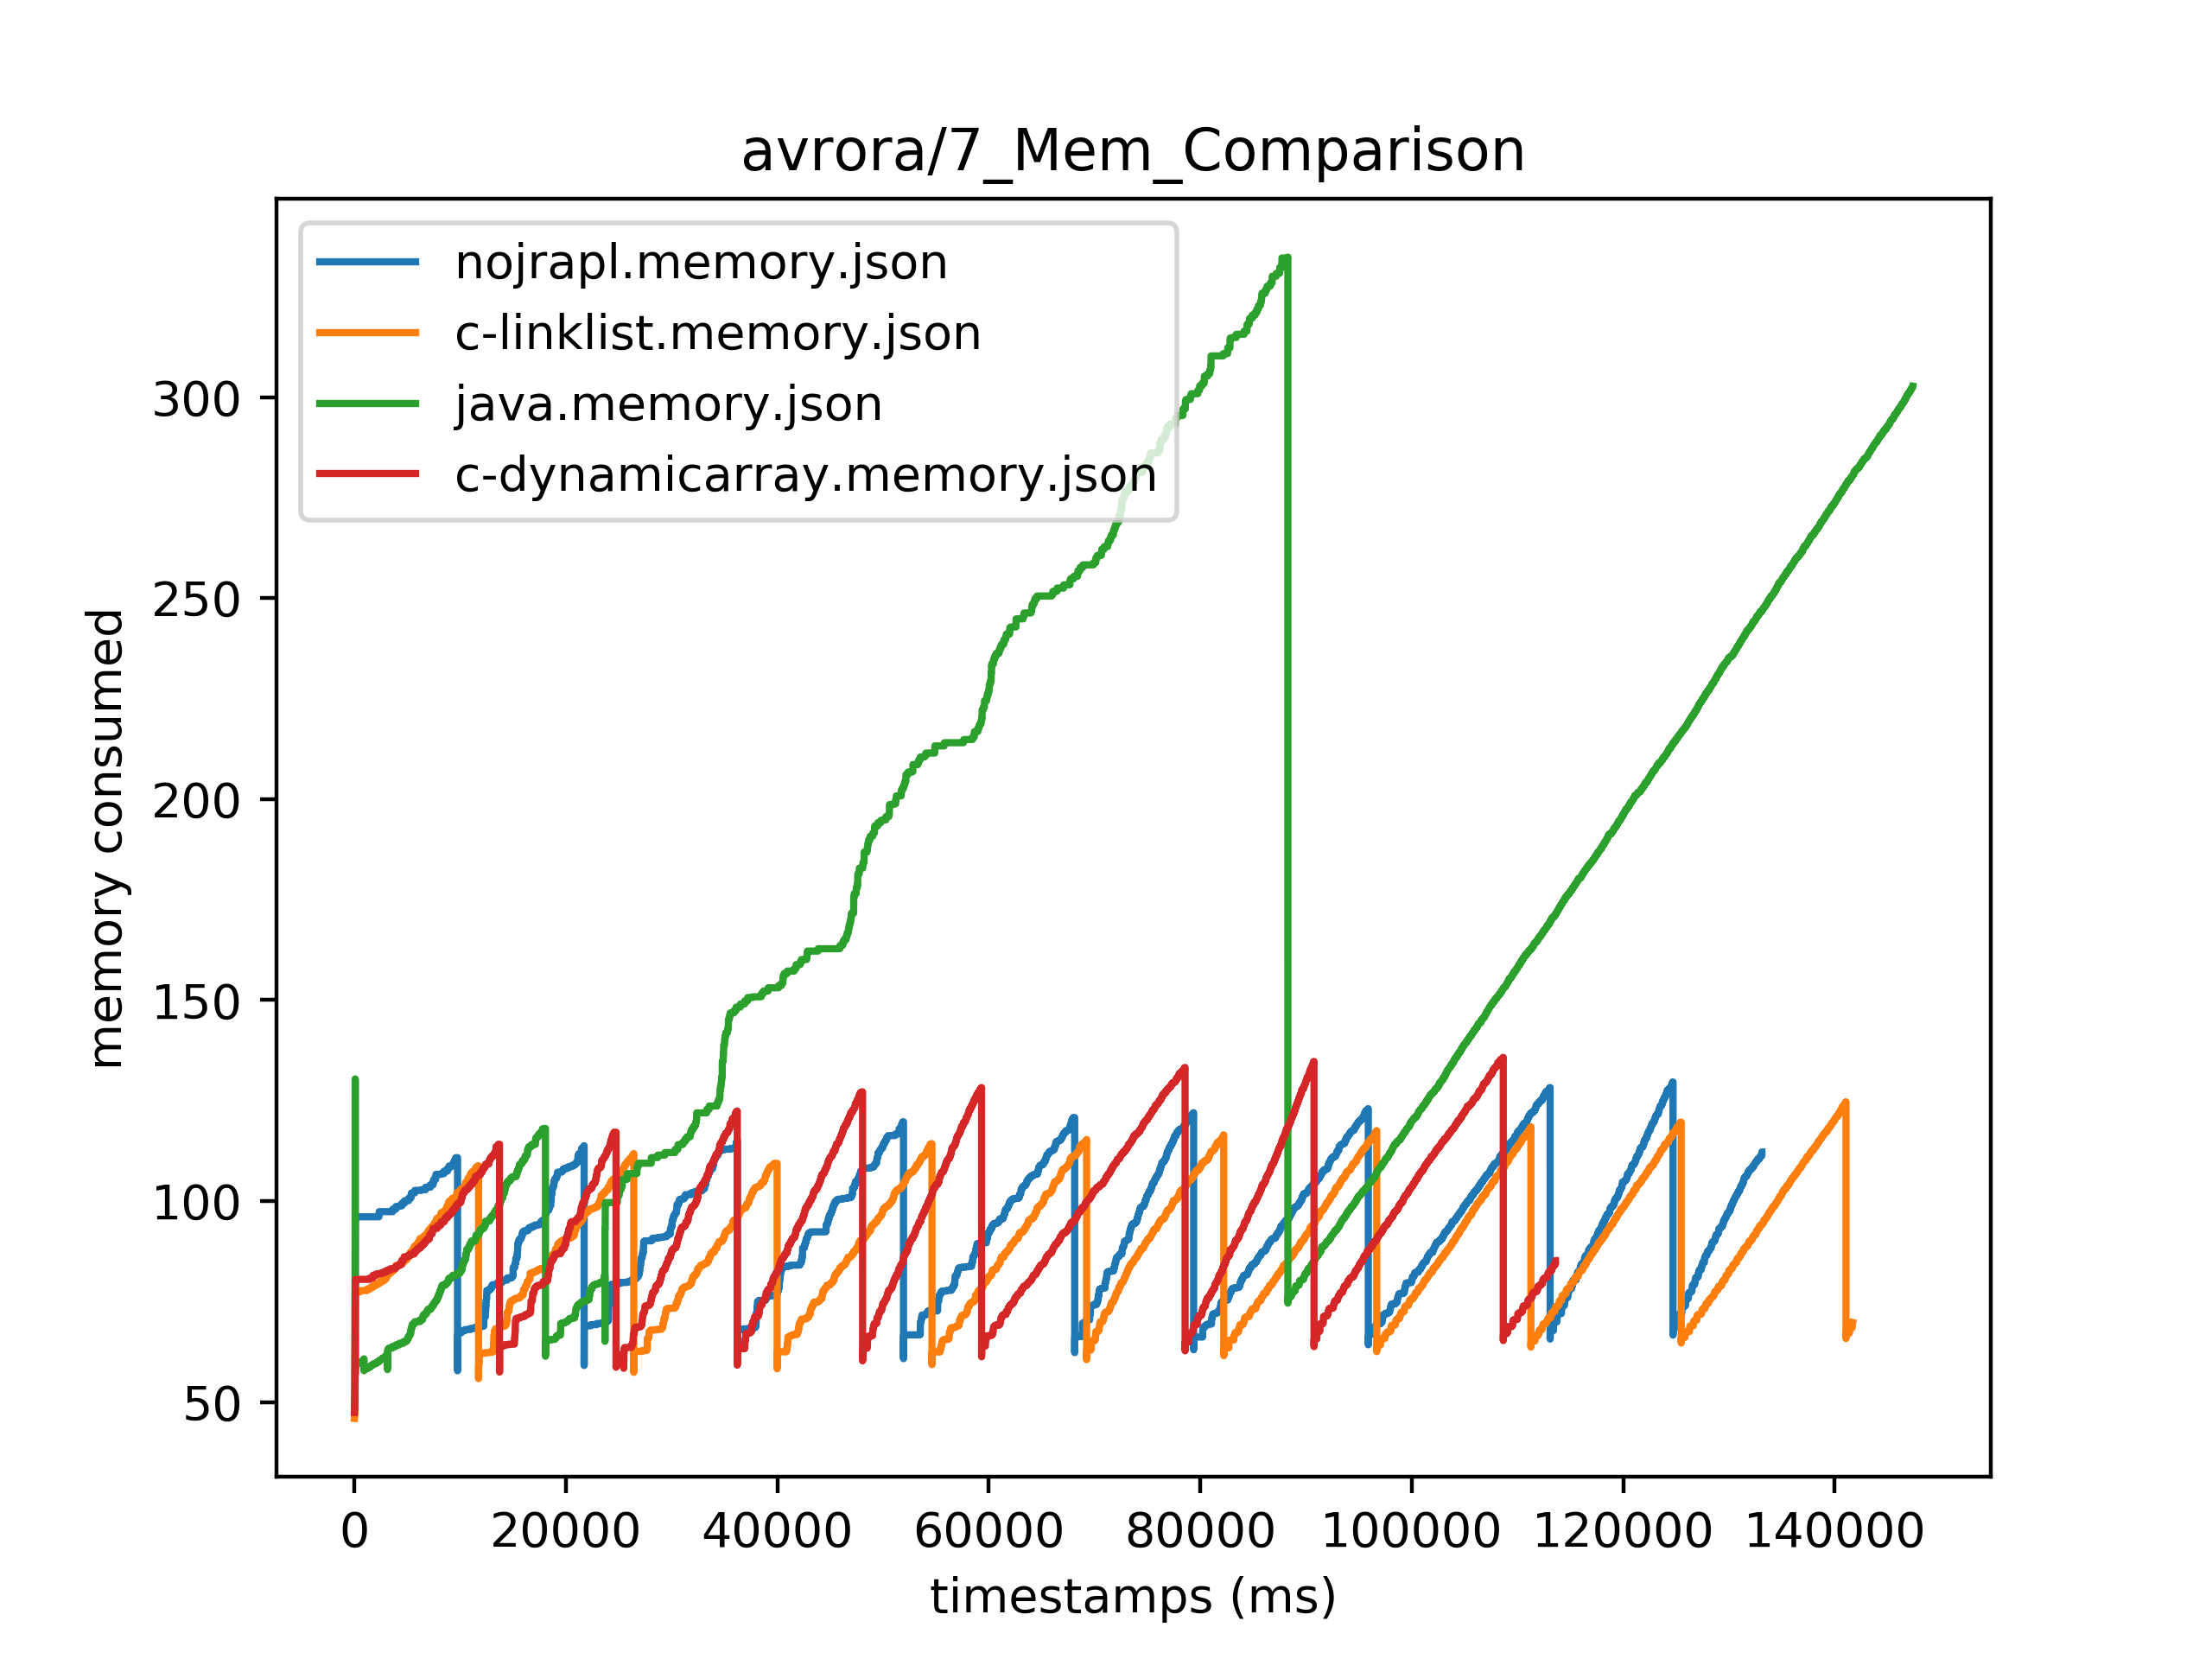 avrora/7_Mem_Comparison
nojrapl.memory.json
c-linklist.memory.json
java.memory.json
c-dynamicarray.memory.json
memory consumed
300
250
200
150
100
50
0 20000 40000 60000 80000 100000 120000 140000
timestamps (ms)